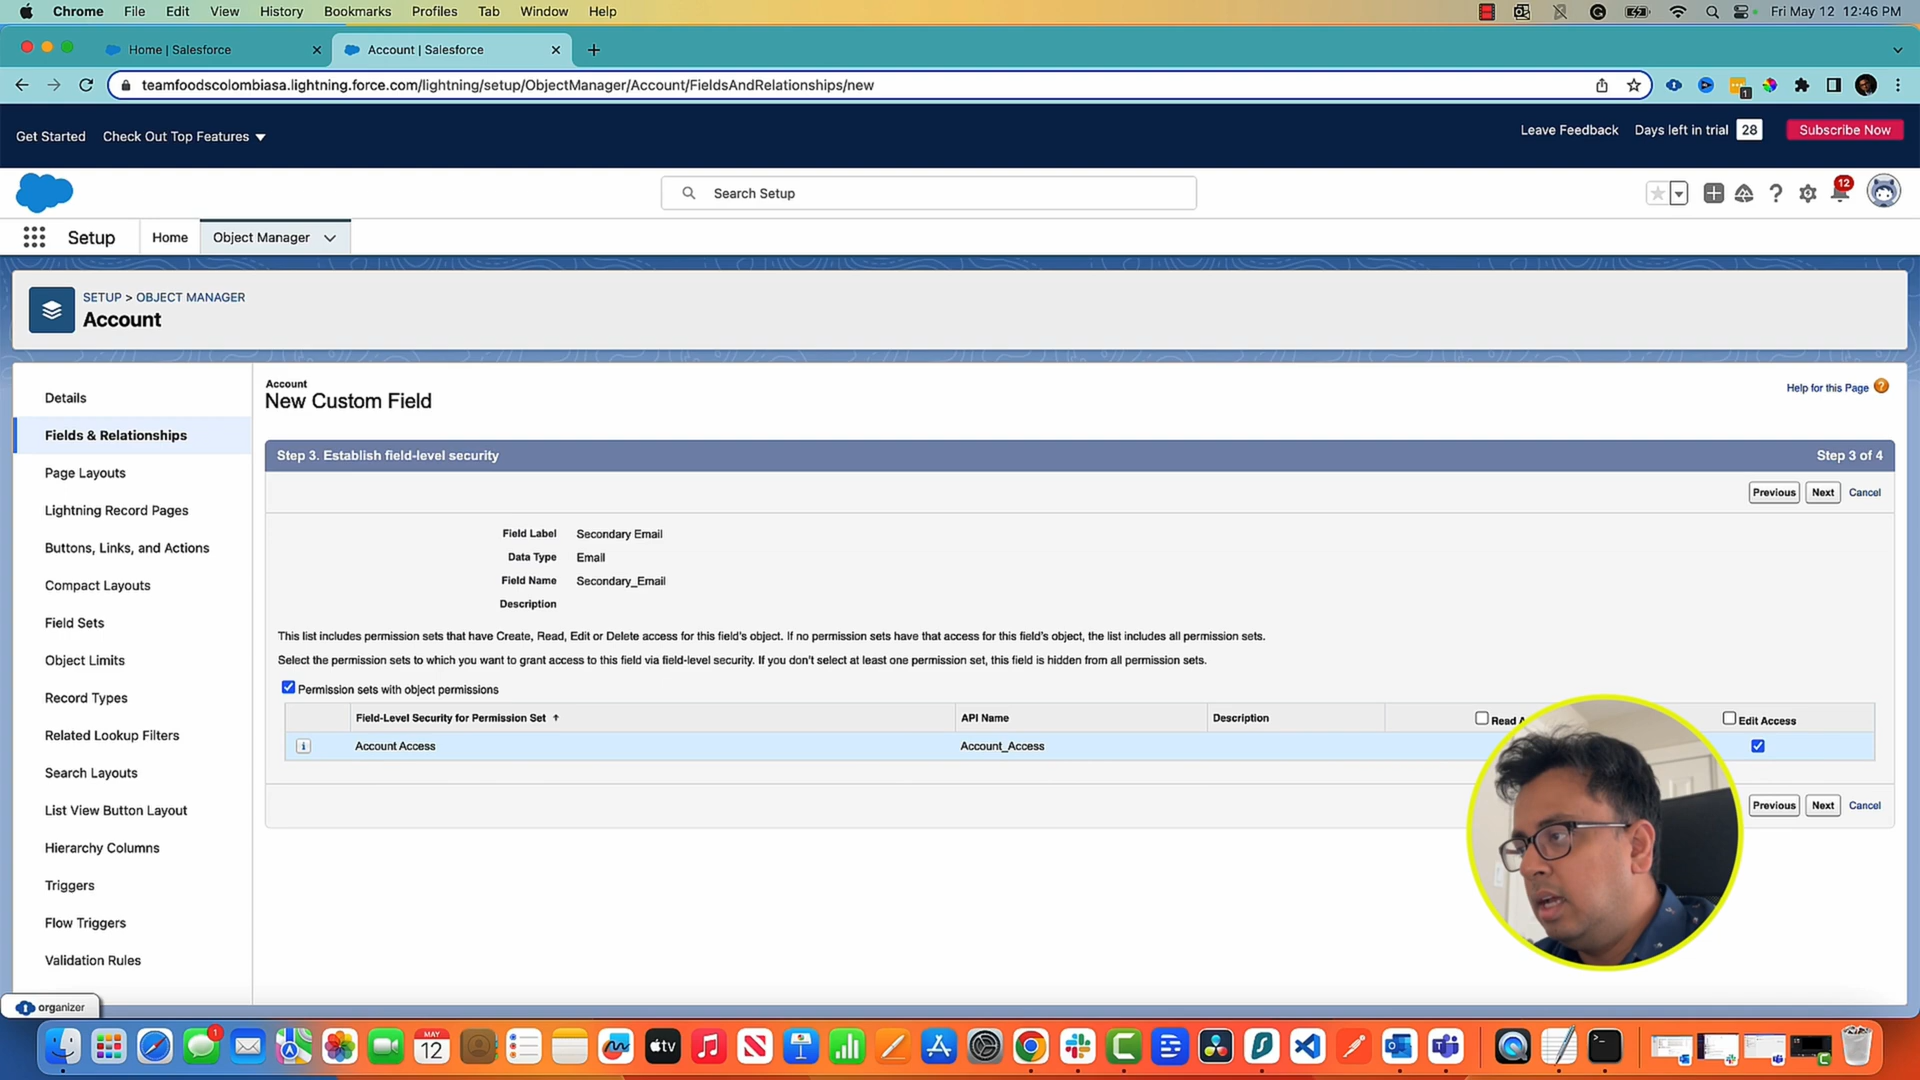 Chrome File Edit View History Bookmarks Profiles Tab Window Help Fri May 12 12:46 PM
Home | Salesforce Account | Salesforce
teamfoodscolombiasa.lightning.force.com/lightning/setup/ObjectManager/Account/FieldsAndRelationships/new 1
Get Started Check Out Top Features Leave Feedback Days left in trial 28 Subscribe Now
Search Setup 12
Setup Home Object Manager
SETUP > OBJECT MANAGER
Account
Details
Fields & Relationships
Page Layouts
Lightning Record Pages
Buttons, Links, and Actions
Compact Layouts
Field Sets
Object Limits
Record Types
Related Lookup Filters
Search Layouts
List View Button Layout
Hierarchy Columns
Triggers
Flow Triggers
Validation Rules
organizer
Account
New Custom Field
Help for this Page ?
Step 3. Establish field-level security Step 3 of 4
Previous Next Cancel
Field Label Secondary Email
Data Type Email
Field Name Secondary_Email
Description
This list includes permission sets that have Create, Read, Edit or Delete access for this field's object. If no permission sets have that access for this field's object, the list includes all permission sets.
Select the permission sets to which you want to grant access to this field via field-level security. If you don't select at least one permission set, this field is hidden from all permission sets.
Permission sets with object permissions
Field-Level Security for Permission Set ↑ API Name Description Read Edit Access
i Account Access Account_Access
Previous Next Cancel
1 MAY 12 tv